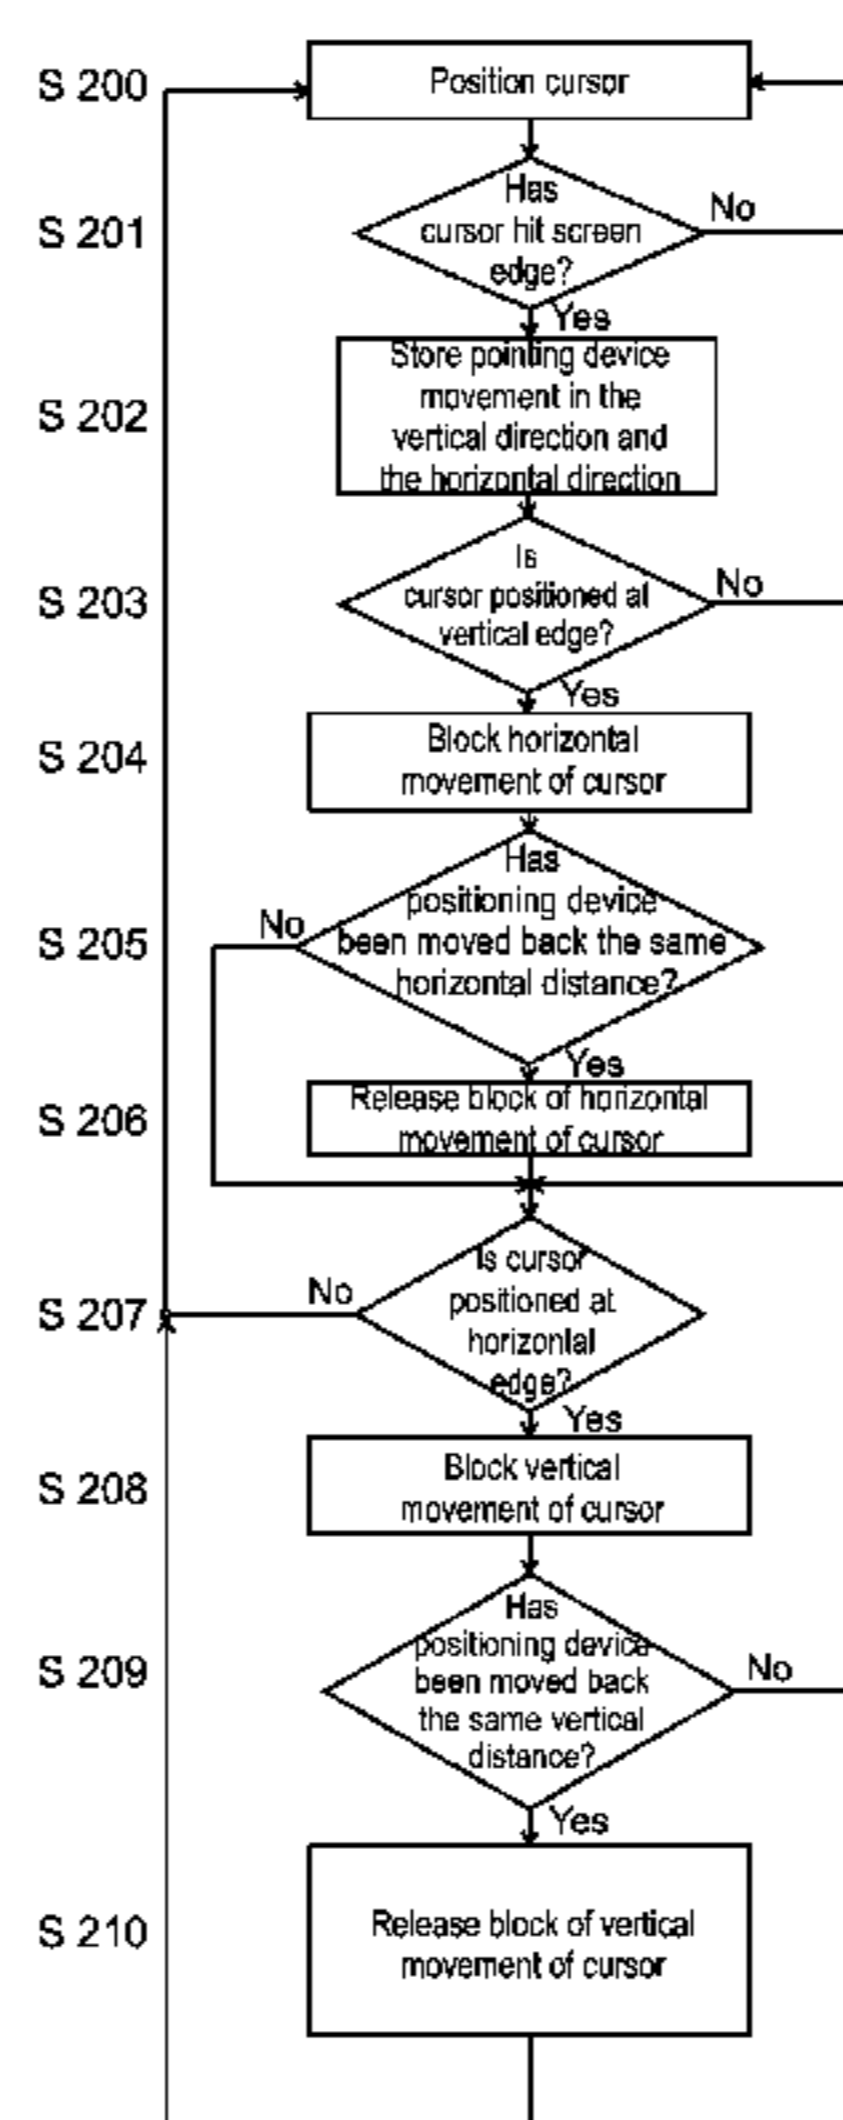 S 200
Position cursor
S 201
Has
cursor hit screen
edge?
No
Yes
S 202
Store pointing device
movement in the
vertical direction and
the horizontal direction
S 203
Is
cursor positioned at
vertical edge?
No
Yes
S 204
Block horizontal
movement of cursor
S 205
Has
positioning device
been moved back the same
horizontal distance?
No
Yes
S 206
Release block of horizontal
movement of cursor
S 207
Is cursor
positioned at
horizontal
edge?
No
Yes
S 208
Block vertical
movement of cursor
S 209
Has
positioning device
been moved back
the same vertical
distance?
No
Yes
S 210
Release block of vertical
movement of cursor